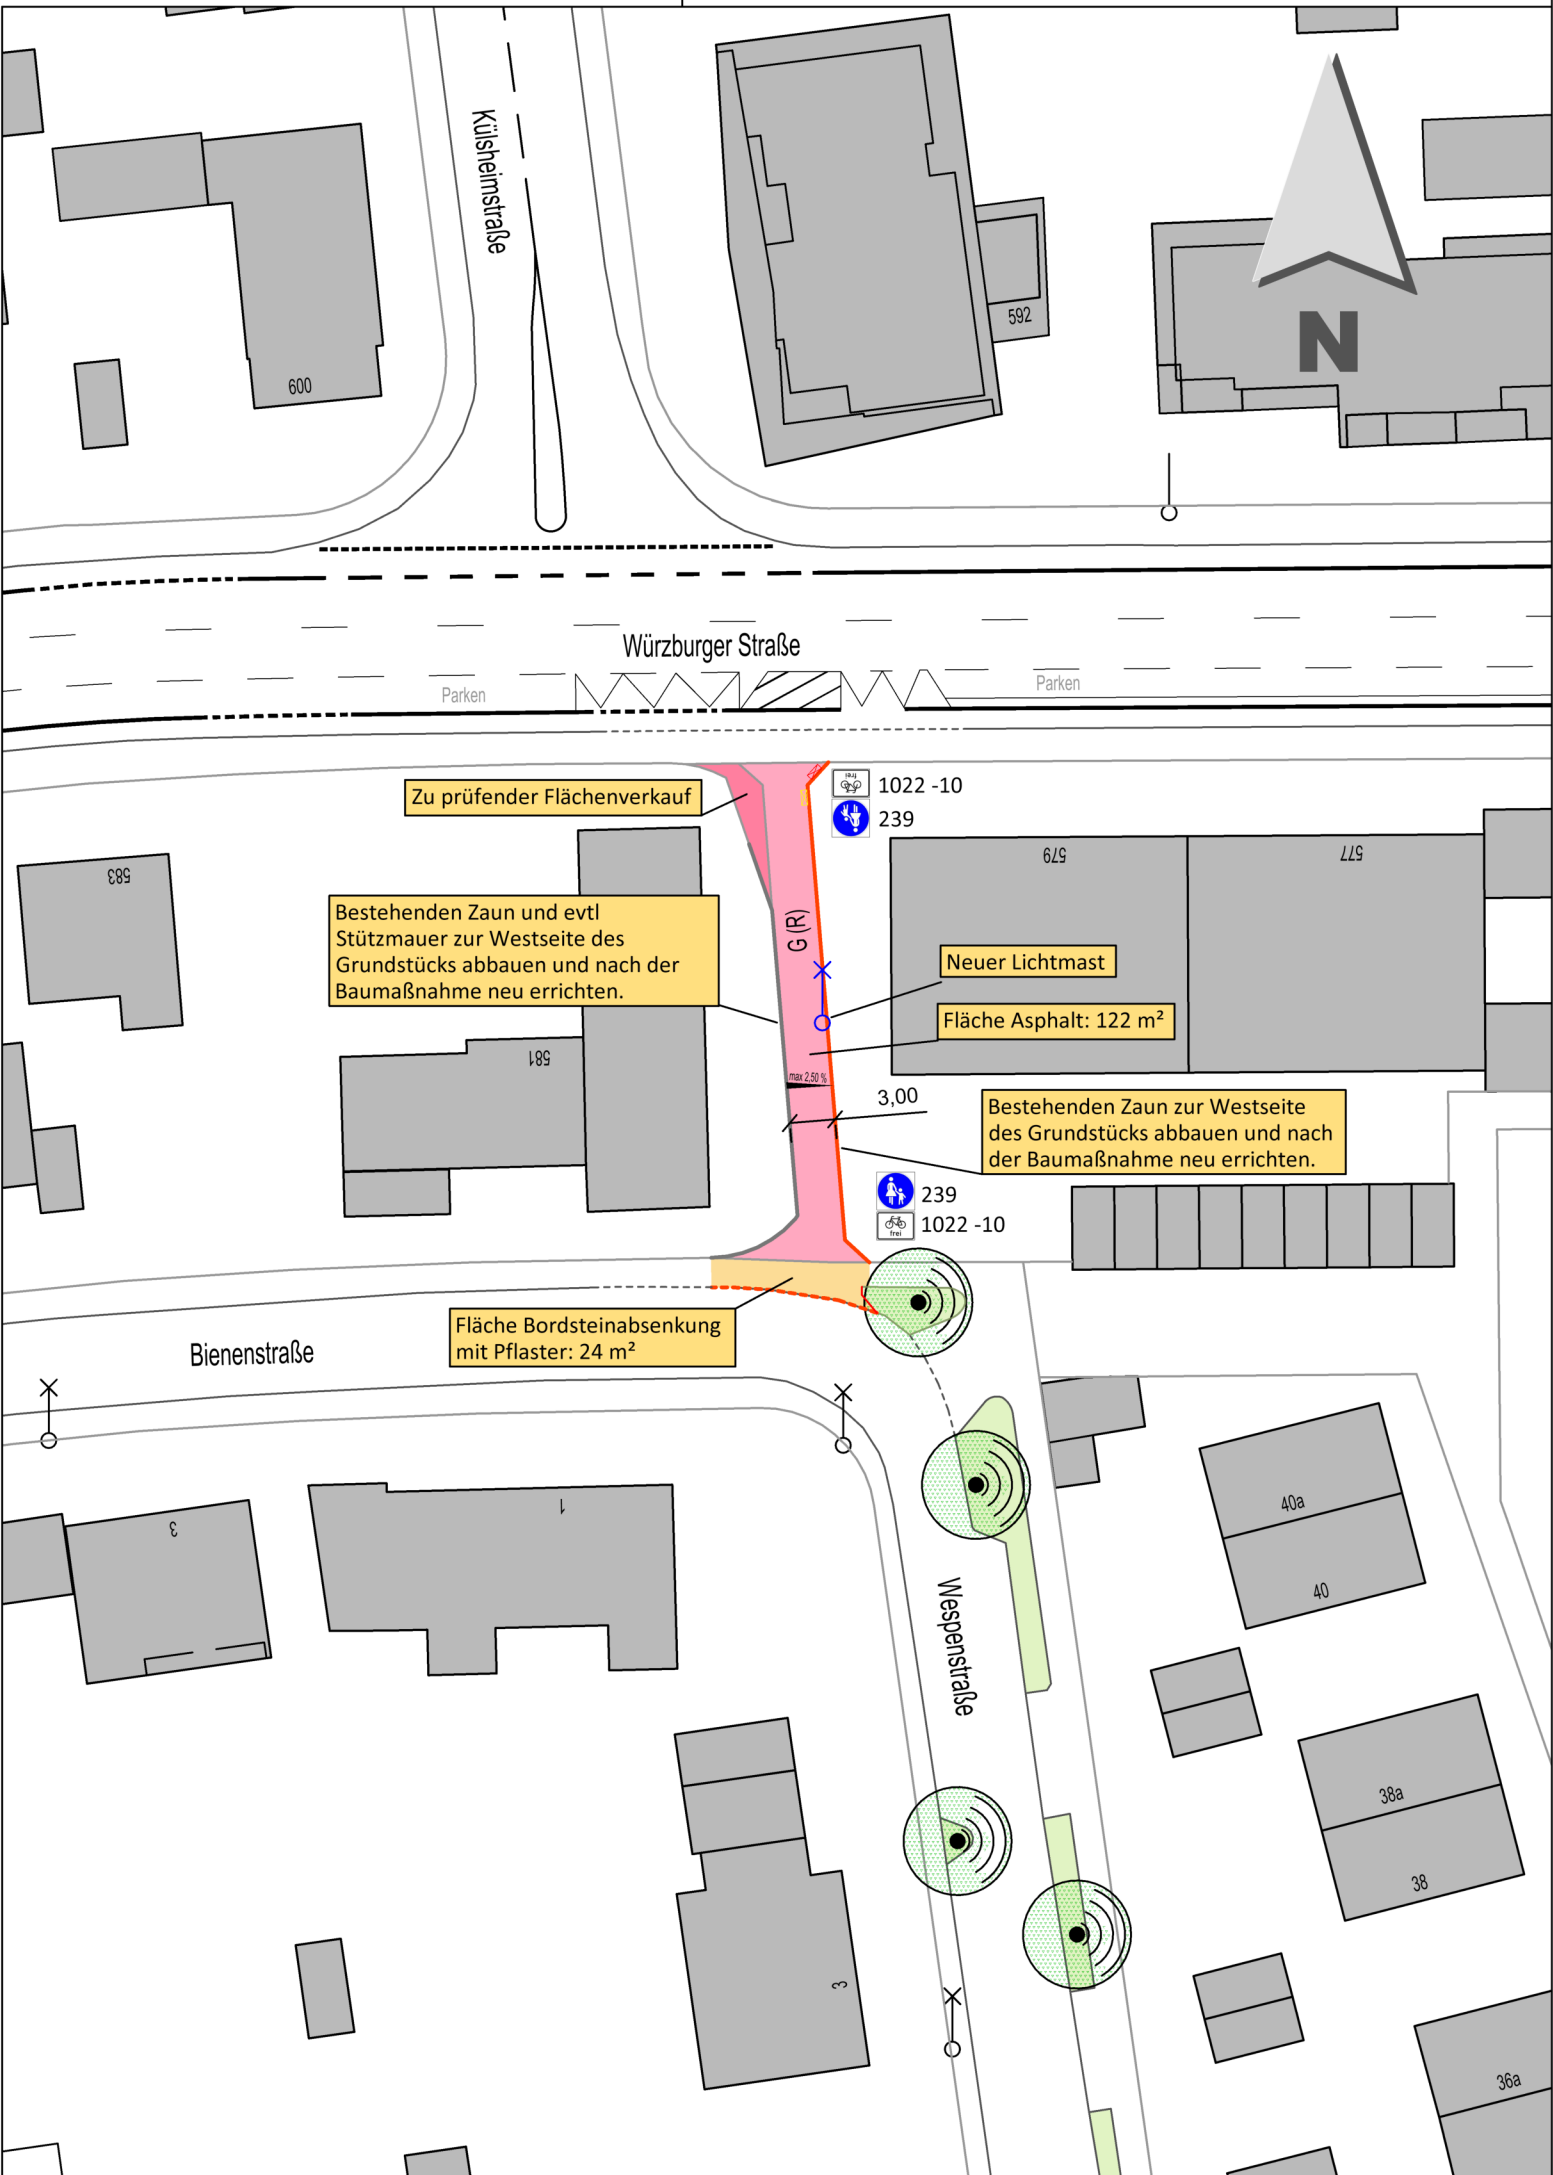 Külsheimstraße
592
N
600
Würzburger Straße
Parken
Parken
Zu prüfender Flächenverkauf
frei
1022 -10
239
583
579
577
Bestehenden Zaun und evtl
Stützmauer zur Westseite des
Grundstücks abbauen und nach der
Baumaßnahme neu errichten.
G (R)
Neuer Lichtmast
Fläche Asphalt: 122 m²
581
max 2,50 %
3,00
Bestehenden Zaun zur Westseite
des Grundstücks abbauen und nach
der Baumaßnahme neu errichten.
239
frei
1022 -10
Fläche Bordsteinabsenkung
mit Pflaster: 24 m²
Bienenstraße
3
1
40a
40
Wespenstraße
38a
38
3
36a